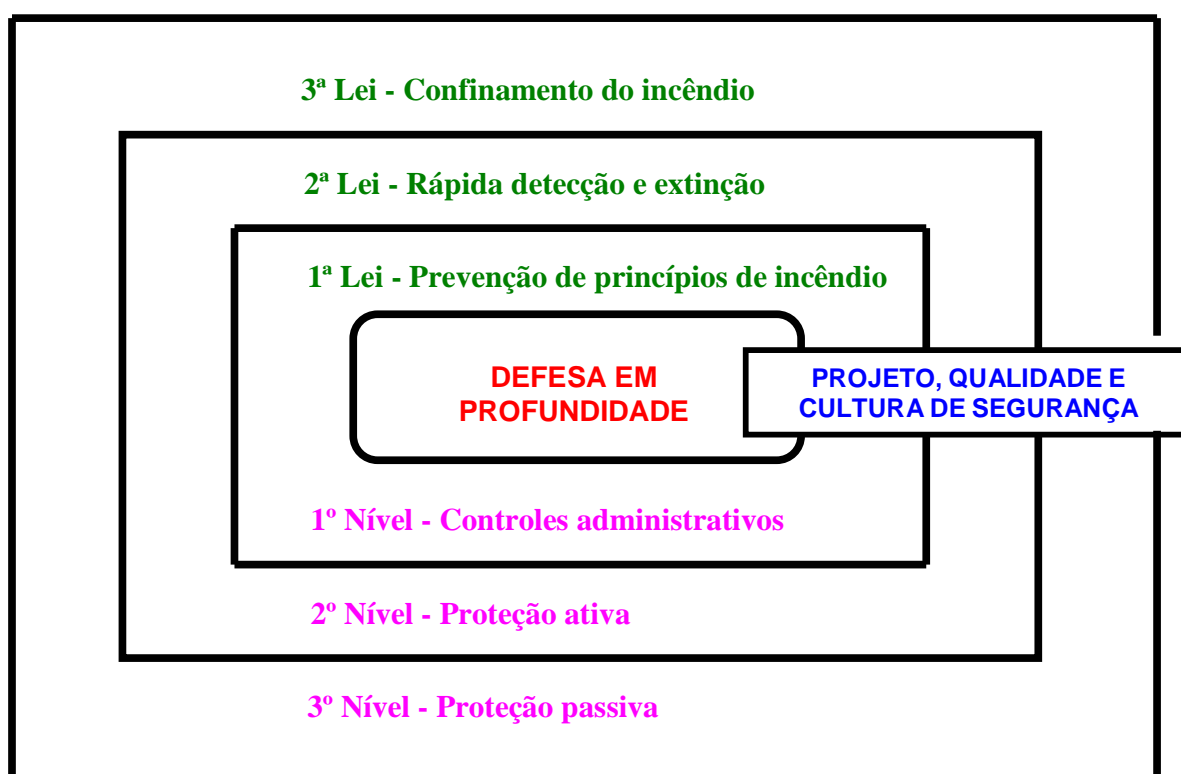 3ª Lei - Confinamento do incêndio
2ª Lei - Rápida detecção e extinção
1ª Lei - Prevenção de princípios de incêndio
DEFESA EM
PROFUNDIDADE
PROJETO, QUALIDADE E
CULTURA DE SEGURANÇA
1º Nível - Controles administrativos
2º Nível - Proteção ativa
3º Nível - Proteção passiva